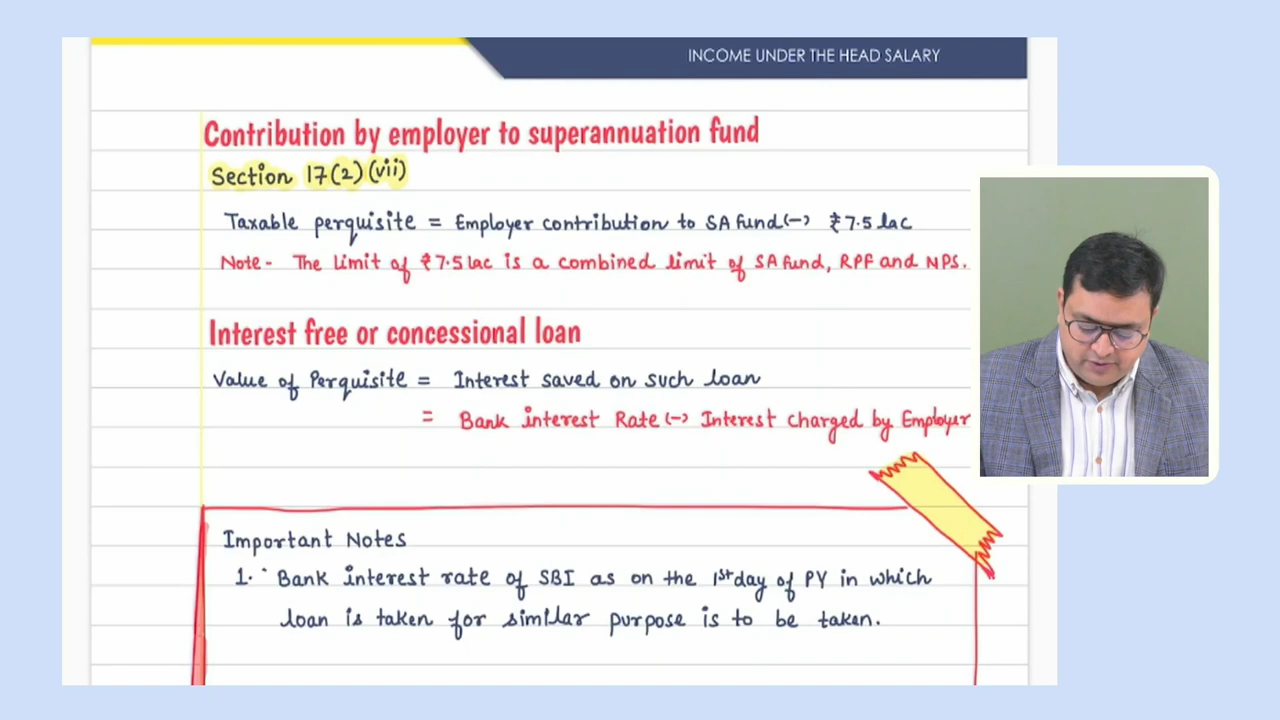 INCOME UNDER THE HEAD SALARY
Contribution by employer to superannuation fund
Section 17(2)(vii)
Taxable perquisite = Employer contribution to SA fund (-) ₹7.5 lac
Note - The Limit of ₹7.5 lac is a combined limit of SA fund, RPF and NPS.
Interest free or concessional loan
Value of Perquisite = Interest saved on such loan
= Bank interest Rate (-) Interest charged by Employer
Important Notes
1. Bank interest rate of SBI as on the 1st day of PY in which
loan is taken for similar purpose is to be taken.